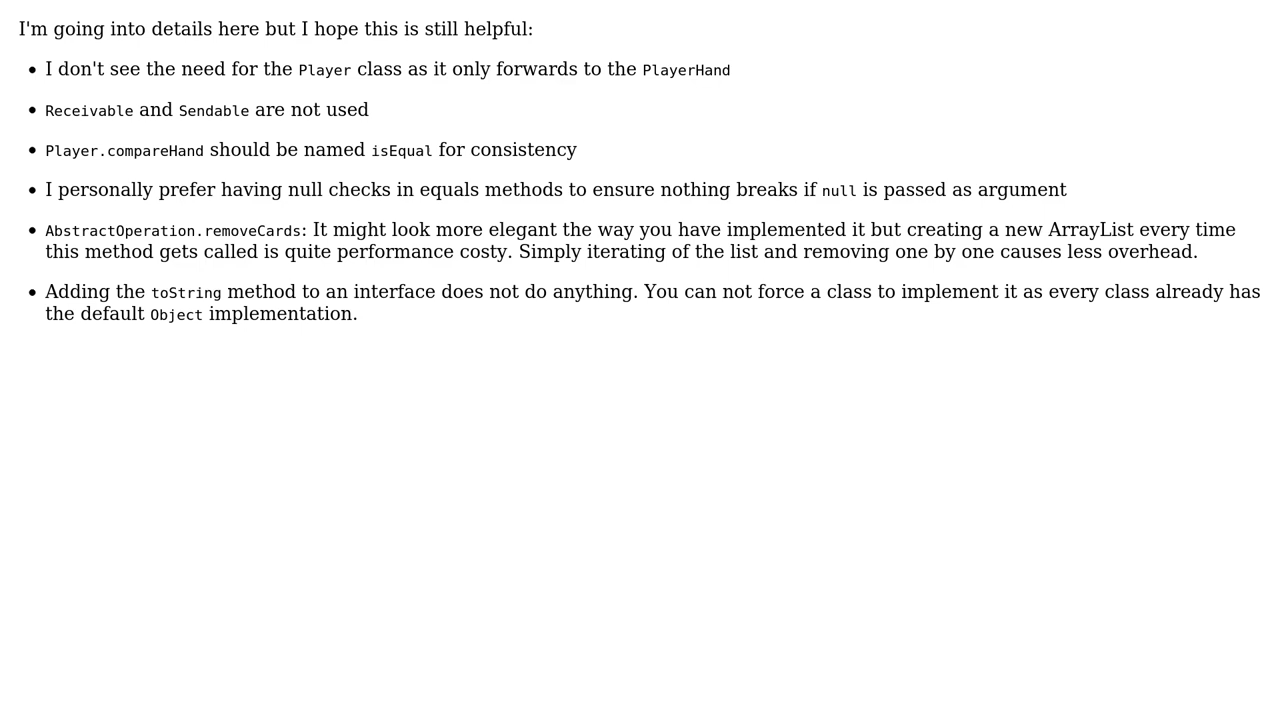 I'm going into details here but I hope this is still helpful:
• I don't see the need for the Player class as it only forwards to the PlayerHand
• Receivable and Sendable are not used
• Player.compareHand should be named isEqual for consistency
• I personally prefer having null checks in equals methods to ensure nothing breaks if null is passed as argument
• AbstractOperation.removeCards: It might look more elegant the way you have implemented it but creating a new ArrayList every time
this method gets called is quite performance costy. Simply iterating of the list and removing one by one causes less overhead.
• Adding the toString method to an interface does not do anything. You can not force a class to implement it as every class already has
the default Object implementation.